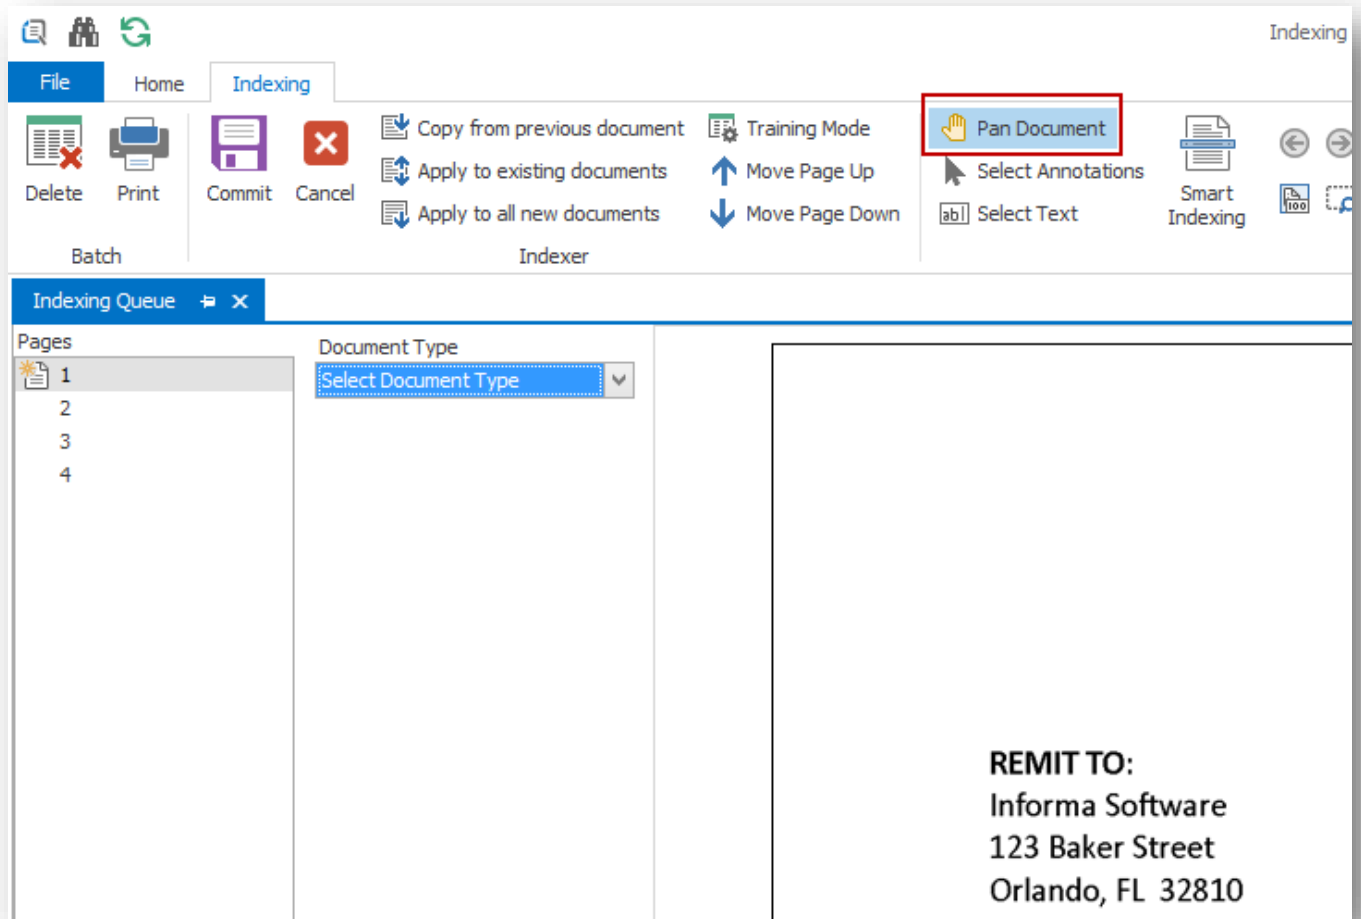 Indexing
File Home Indexing
Copy from previous document Training Mode Pan Document
Apply to existing documents Move Page Up Select Annotations
Delete Print Commit Cancel Smart Indexing
Apply to all new documents Move Page Down ab Select Text 100
Batch Indexer
Indexing Queue
Pages
Document Type
1
Select Document Type
2
3
4
REMIT TO:
Informa Software
123 Baker Street
Orlando, FL 32810